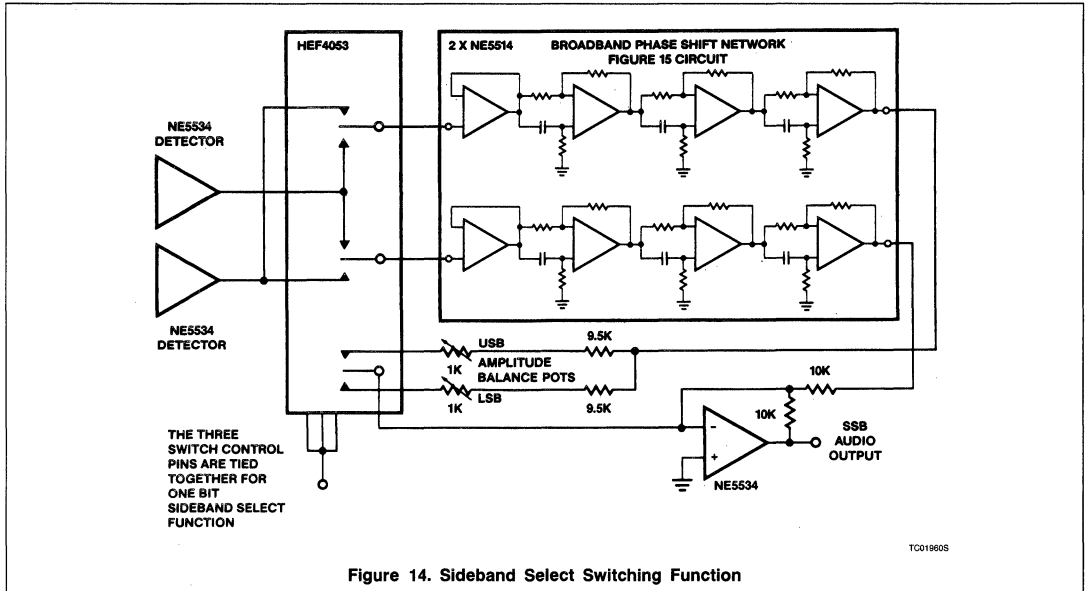 HEF4053
2 X NE5514
BROADBAND PHASE SHIFT NETWORK
FIGURE 15 CIRCUIT
NE5534
DETECTOR
NE5534
DETECTOR
USB
9.5K
1K
AMPLITUDE
BALANCE POTS
1K
LSB
9.5K
10K
10K
SSB
AUDIO
OUTPUT
–
+
NE5534
THE THREE
SWITCH CONTROL
PINS ARE TIED
TOGETHER FOR
ONE BIT
SIDEBAND SELECT
FUNCTION
TC01960S
Figure 14. Sideband Select Switching Function